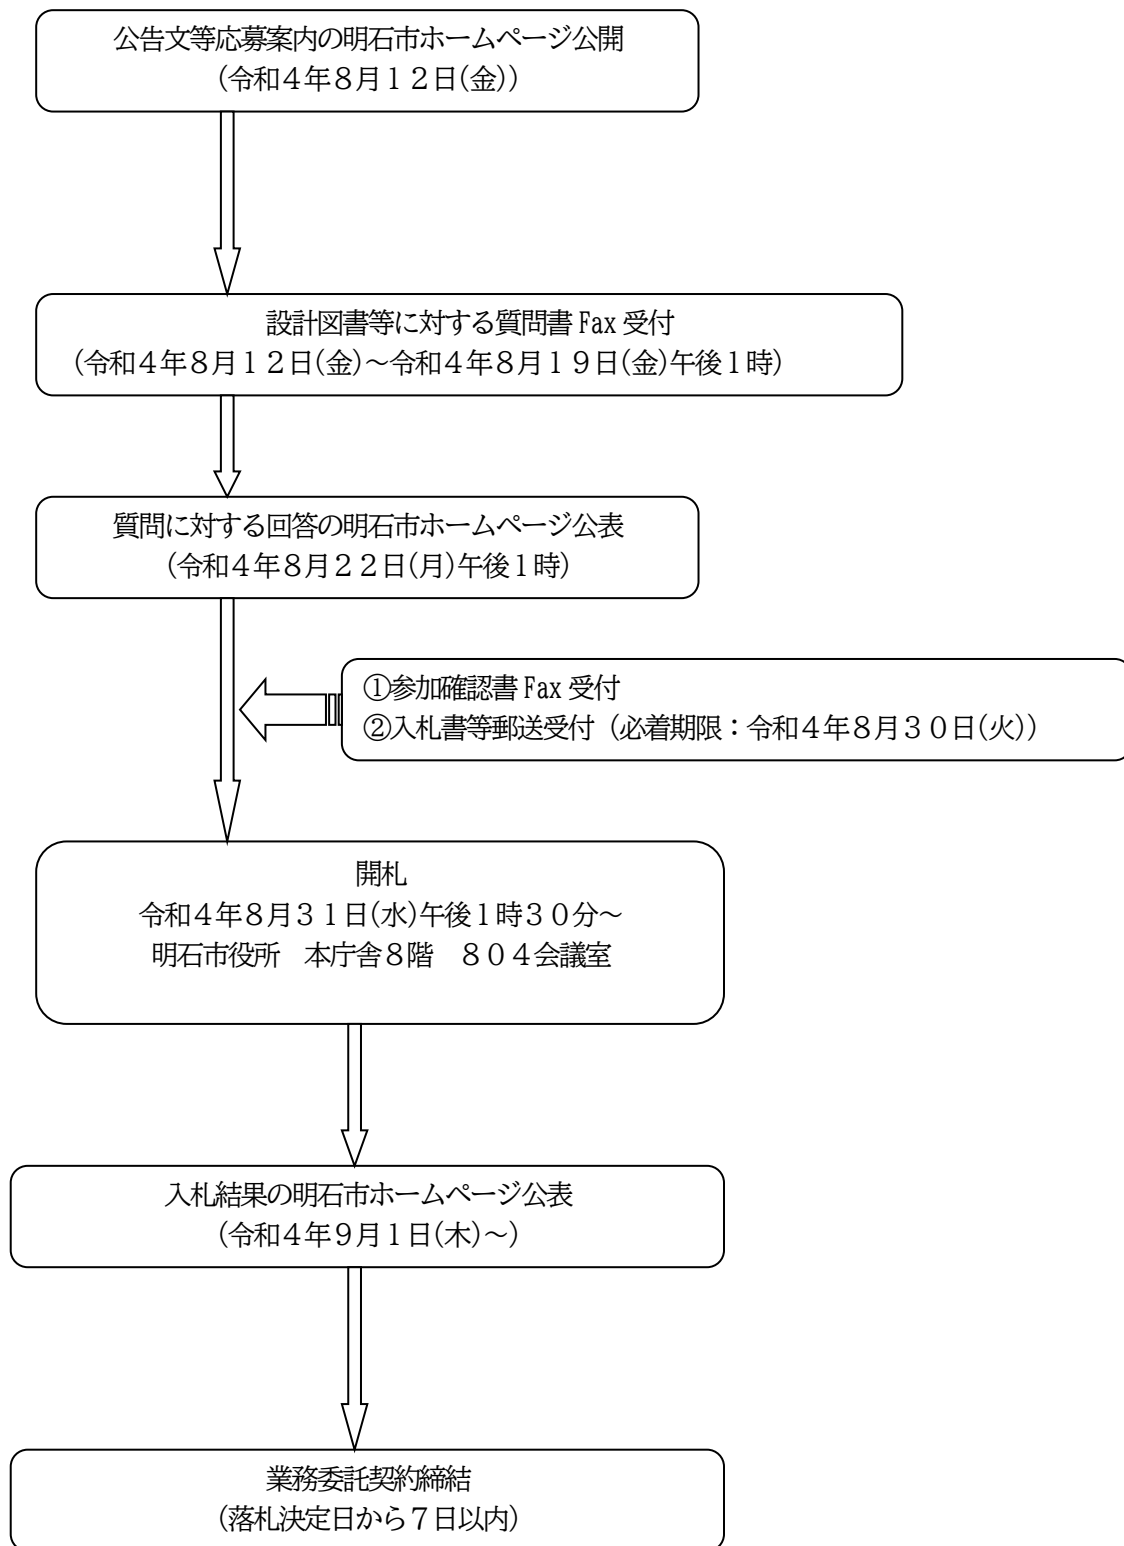 公告文等応募案内の明石市ホームページ公開
(令和４年８月１２日(金))
設計図書等に対する質問書 Fax 受付
(令和４年８月１２日(金)～令和４年８月１９日(金)午後１時)
質問に対する回答の明石市ホームページ公表
(令和４年８月２２日(月)午後１時)
①参加確認書 Fax 受付
②入札書等郵送受付（必着期限：令和４年８月３０日(火)）
開札
令和４年８月３１日(水)午後１時３０分～
明石市役所　本庁舎８階　８０４会議室
入札結果の明石市ホームページ公表
(令和４年９月１日(木)～)
業務委託契約締結
(落札決定日から７日以内)